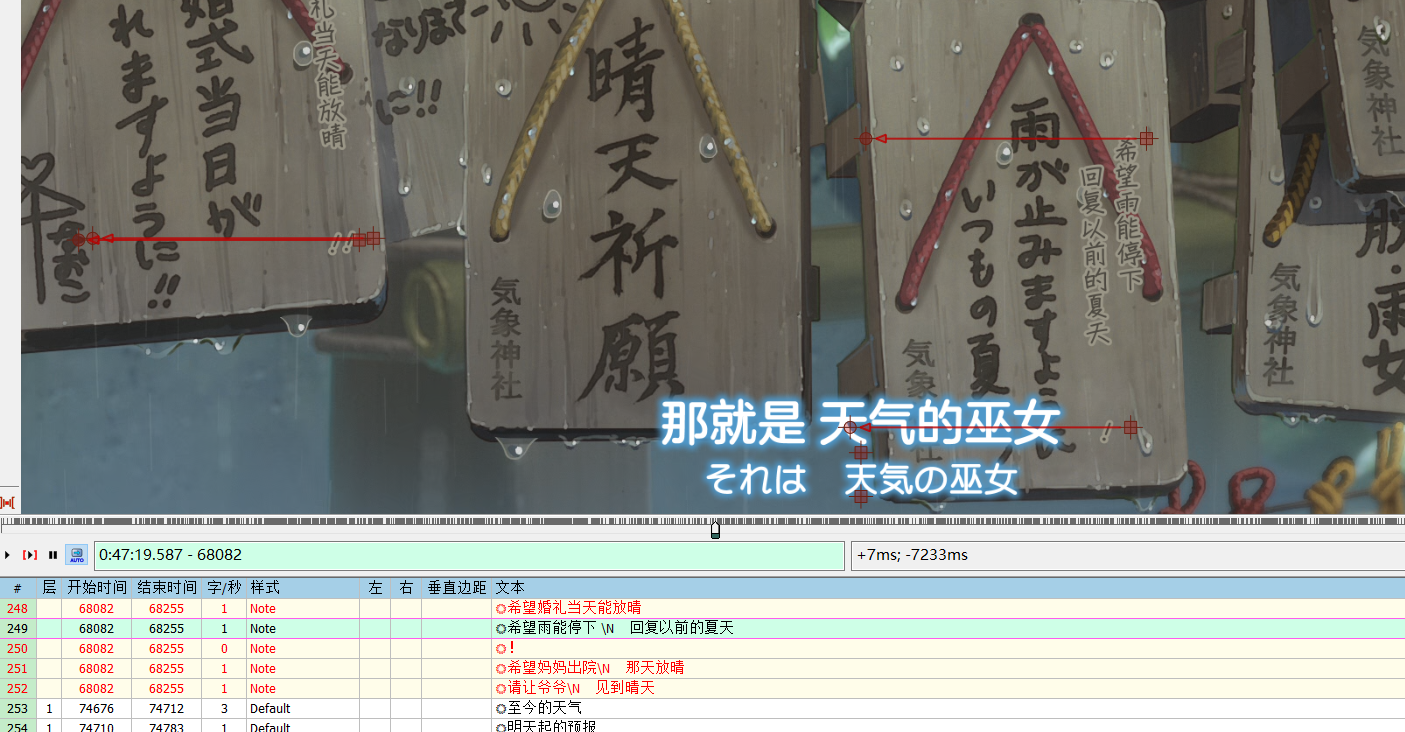 礼当天能放晴
れますように!!
婚式当日が
なりますに!!
!!
晴天祈願
気象神社
雨が止みますように
いつもの夏
希望雨能停下
回复以前的夏天
気象
!
気象神社
気象神社
脱・雨女
那就是 天气的巫女
それは 天気の巫女
AUTO
0:47:19.587 - 68082
+7ms; -7233ms
# 层 开始时间 结束时间 字/秒 样式 左 右 垂直边距 文本
248 68082 68255 1 Note 希望婚礼当天能放晴
249 68082 68255 1 Note 希望雨能停下 \N 回复以前的夏天
250 68082 68255 0 Note !
251 68082 68255 1 Note 希望妈妈出院\N 那天放晴
252 68082 68255 1 Note 请让爷爷\N 见到晴天
253 1 74676 74712 3 Default 至今的天气
254 1 74710 74783 1 Default 明天起的预报